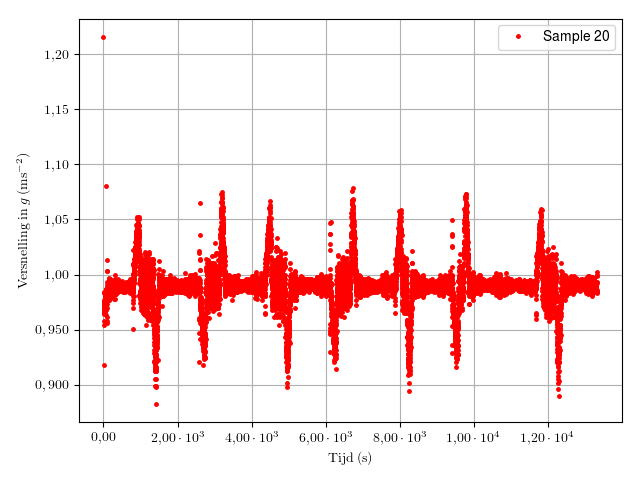 Sample 20
1,20
1,15
1,10
1,05
1,00
0,950
0,900
Versnelling in g (ms⁻²)
0,00
2,00 · 10³
4,00 · 10³
6,00 · 10³
8,00 · 10³
1,00 · 10⁴
1,20 · 10⁴
Tijd (s)